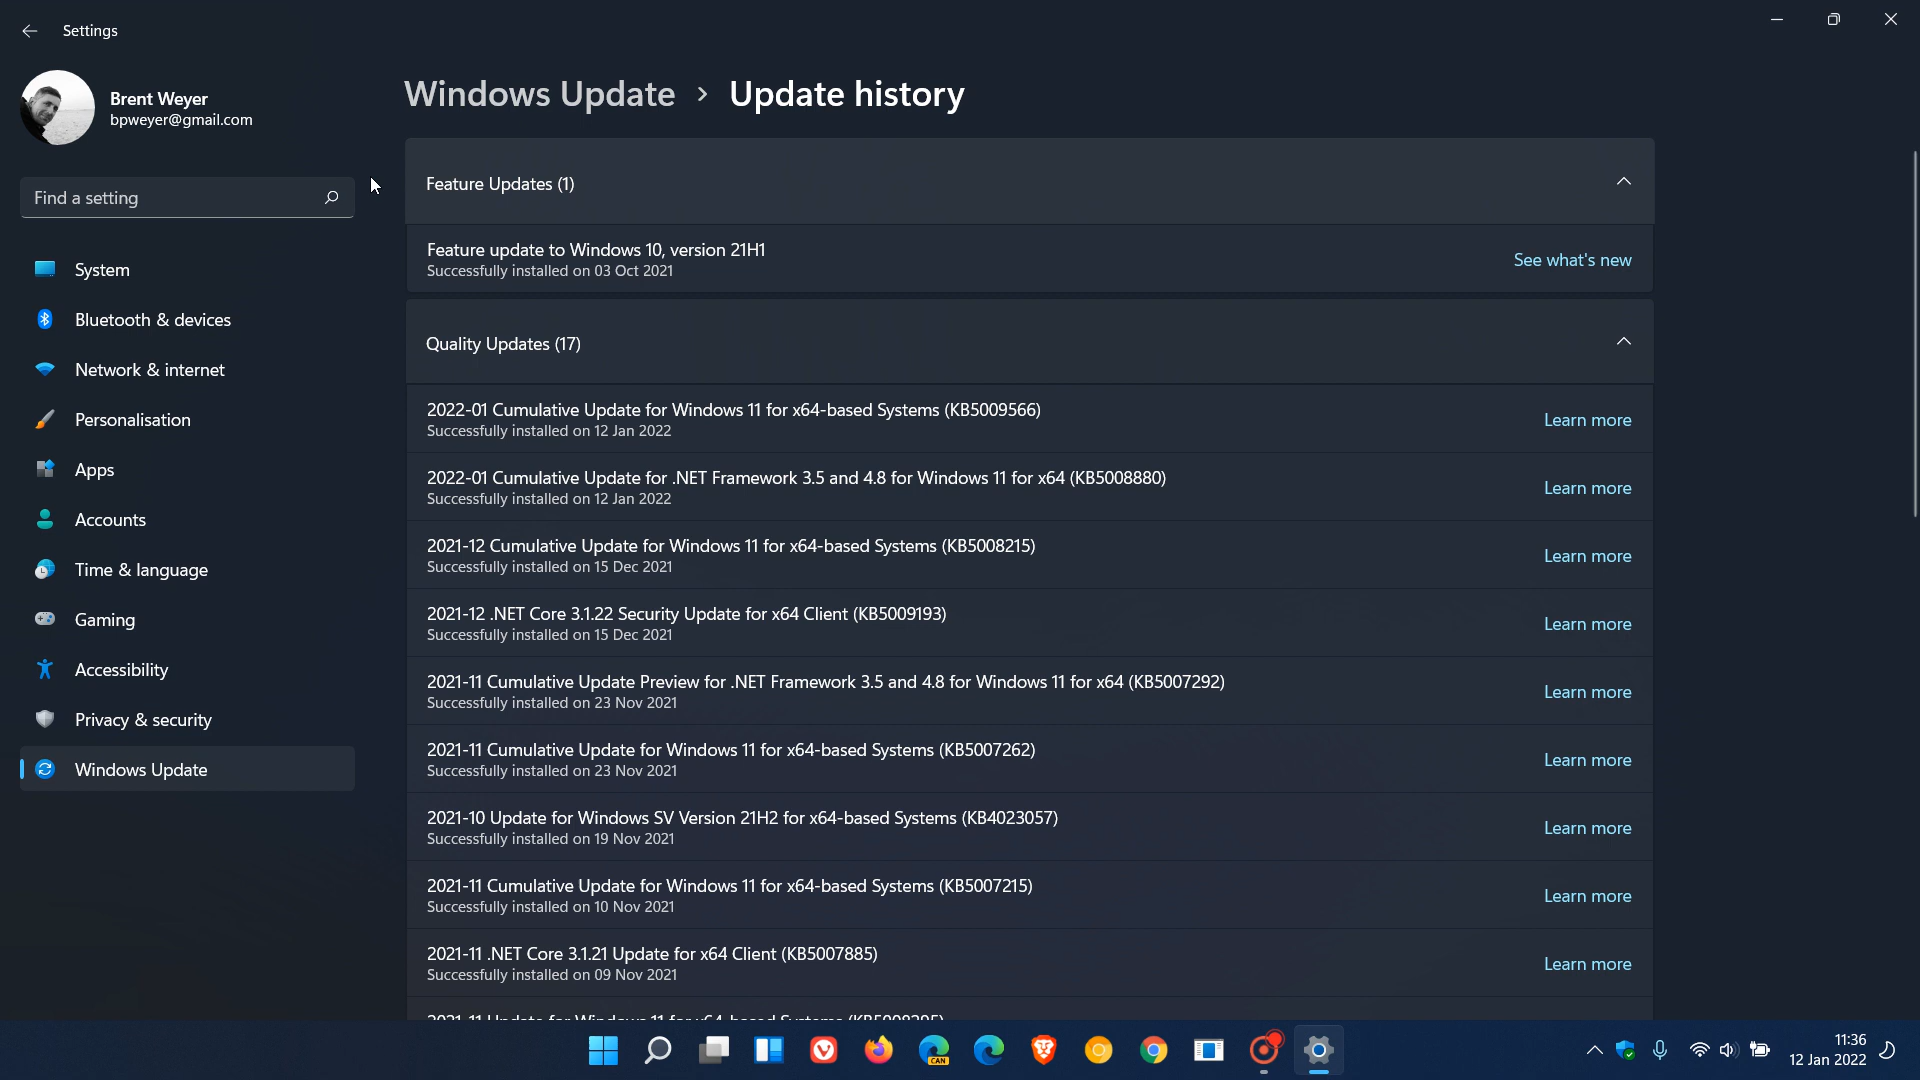 Settings
Brent Weyer
bpweyer@gmail.com
Find a setting
System
Bluetooth & devices
Network & internet
Personalisation
Apps
Accounts
Time & language
Gaming
Accessibility
Privacy & security
Windows Update
Windows Update > Update history
Feature Updates (1)
Feature update to Windows 10, version 21H1
Successfully installed on 03 Oct 2021
See what's new
Quality Updates (17)
2022-01 Cumulative Update for Windows 11 for x64-based Systems (KB5009566)
Successfully installed on 12 Jan 2022
Learn more
2022-01 Cumulative Update for .NET Framework 3.5 and 4.8 for Windows 11 for x64 (KB5008880)
Successfully installed on 12 Jan 2022
Learn more
2021-12 Cumulative Update for Windows 11 for x64-based Systems (KB5008215)
Successfully installed on 15 Dec 2021
Learn more
2021-12 .NET Core 3.1.22 Security Update for x64 Client (KB5009193)
Successfully installed on 15 Dec 2021
Learn more
2021-11 Cumulative Update Preview for .NET Framework 3.5 and 4.8 for Windows 11 for x64 (KB5007292)
Successfully installed on 23 Nov 2021
Learn more
2021-11 Cumulative Update for Windows 11 for x64-based Systems (KB5007262)
Successfully installed on 23 Nov 2021
Learn more
2021-10 Update for Windows SV Version 21H2 for x64-based Systems (KB4023057)
Successfully installed on 19 Nov 2021
Learn more
2021-11 Cumulative Update for Windows 11 for x64-based Systems (KB5007215)
Successfully installed on 10 Nov 2021
Learn more
2021-11 .NET Core 3.1.21 Update for x64 Client (KB5007885)
Successfully installed on 09 Nov 2021
Learn more
2021-11 Update for Windows 11 for x64-based Systems
CAN
11:36
12 Jan 2022